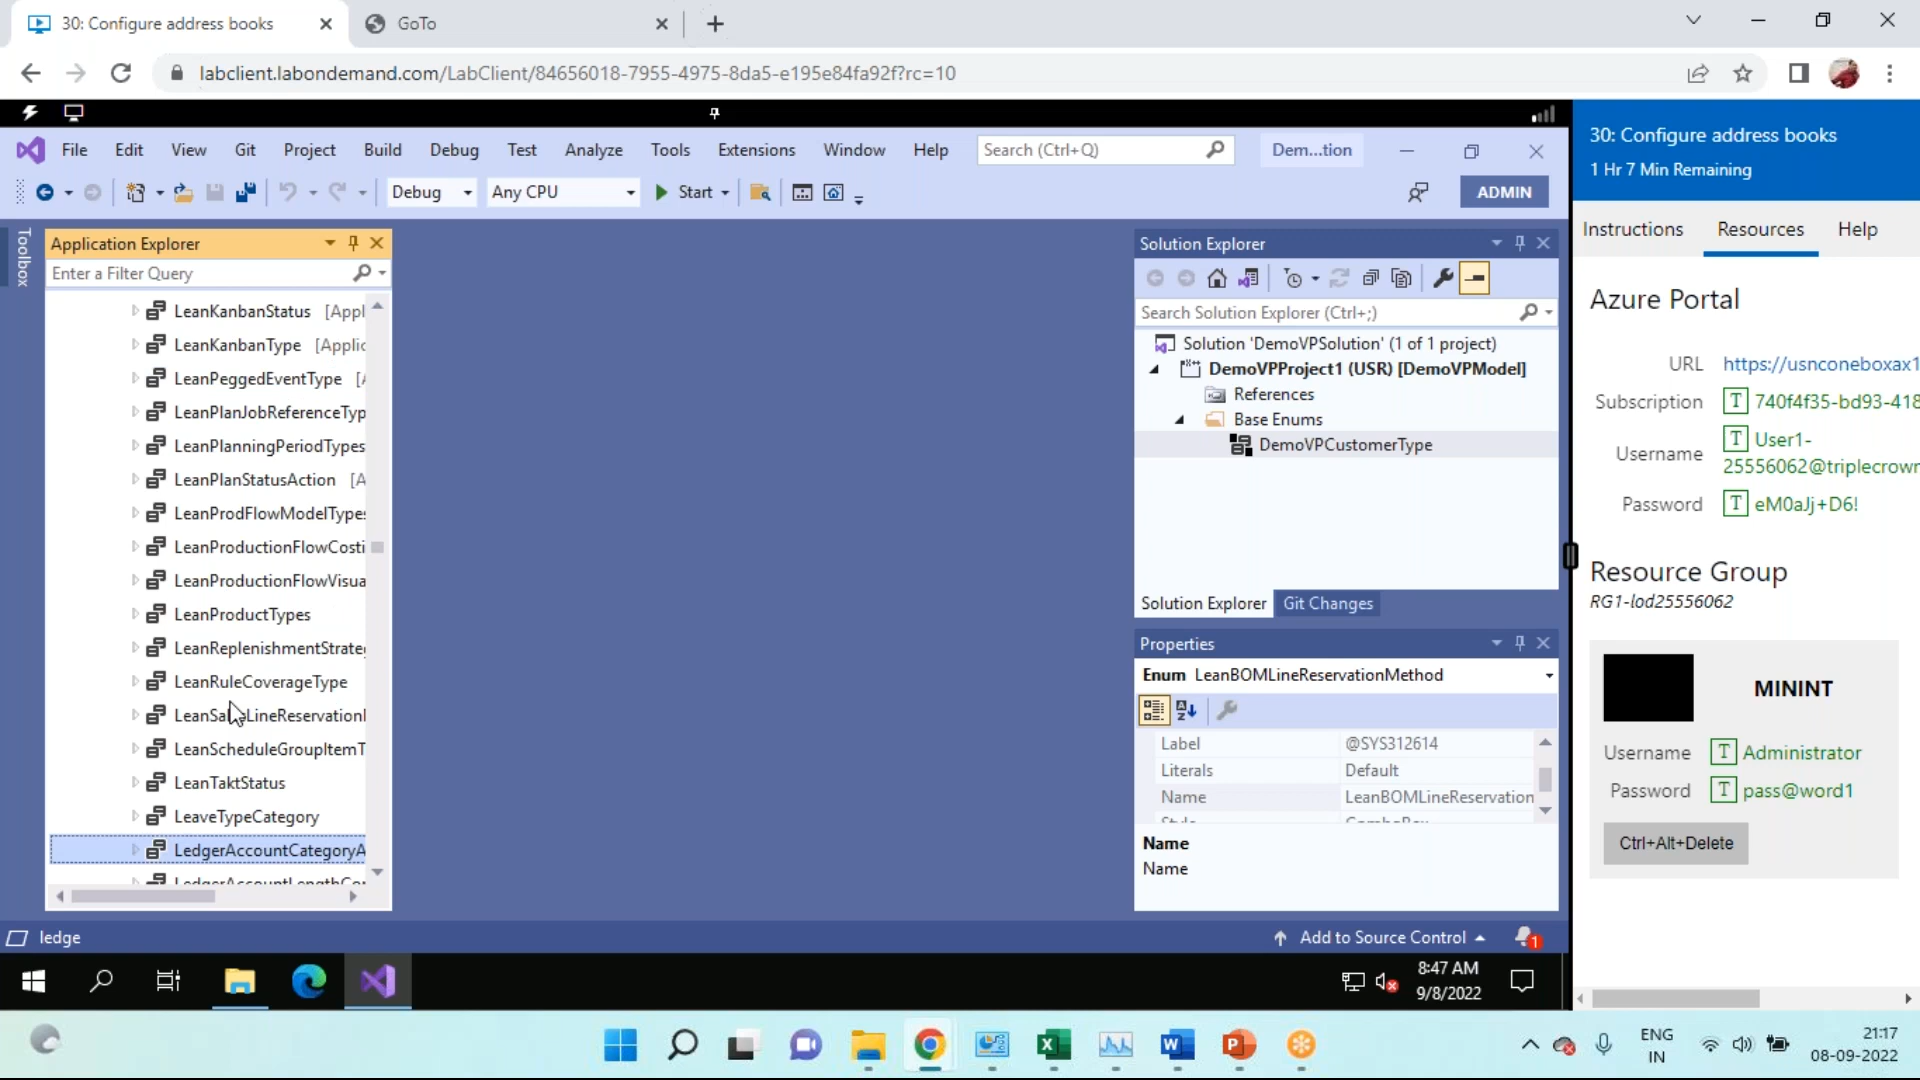 30: Configure address books
GoTo
labclient.labondemand.com/LabClient/84656018-7955-4975-8da5-e195e84fa92f?rc=10
File Edit View Git Project Build Debug Test Analyze Tools Extensions Window Help Search (Ctrl+Q) Dem...tion
Debug Any CPU Start ADMIN
Toolbox
Application Explorer
Enter a Filter Query
LeanKanbanStatus [Appl
LeanKanbanType [Applic
LeanPeggedEventType [A
LeanPlanJobReferenceTyp
LeanPlanningPeriodTypes
LeanPlanStatusAction [A
LeanProdFlowModelTypes
LeanProductionFlowCosti
LeanProductionFlowVisua
LeanProductTypes
LeanReplenishmentStrate
LeanRuleCoverageType
LeanSalesLineReservation
LeanScheduleGroupItemT
LeanTaktStatus
LeaveTypeCategory
LedgerAccountCategoryA
LedgerAccountLengthCo
Solution Explorer
Search Solution Explorer (Ctrl+;)
Solution 'DemoVPSolution' (1 of 1 project)
DemoVPProject1 (USR) [DemoVPModel]
References
Base Enums
DemoVPCustomerType
Solution Explorer Git Changes
Properties
Enum LeanBOMLineReservationMethod
Label @SYS312614
Literals Default
Name LeanBOMLineReservation
Style ComboBox
Name
Name
ledge
Add to Source Control
1
8:47 AM
9/8/2022
30: Configure address books
1 Hr 7 Min Remaining
Instructions Resources Help
Azure Portal
URL https://usnconeboxax1
Subscription T 740f4f35-bd93-418
Username T User1-
25556062@triplecrown
Password T eM0aJj+D6!
Resource Group
RG1-lod25556062
MININT
Username T Administrator
Password T pass@word1
Ctrl+Alt+Delete
ENG
IN
21:17
08-09-2022